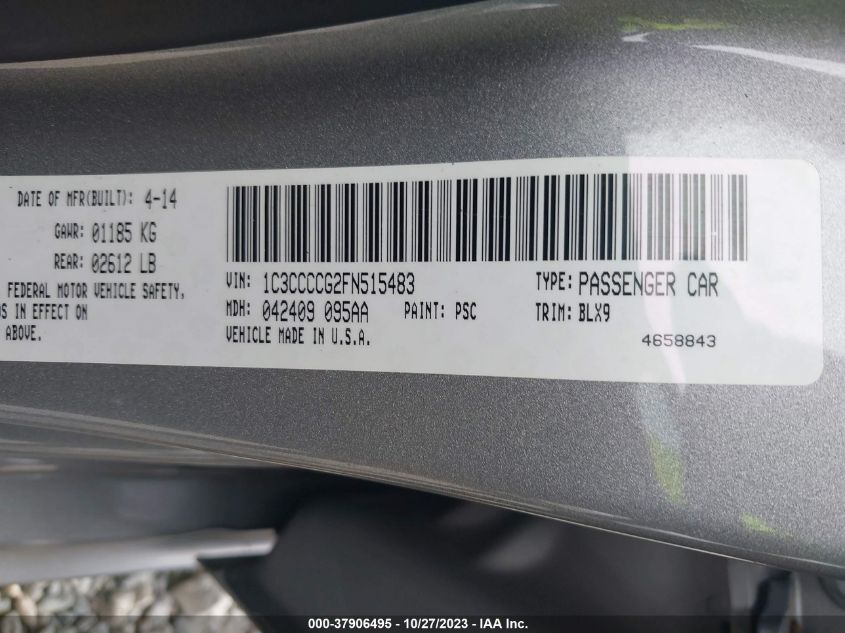 DATE OF MFR(BUILT): 4-14
GAWR: 01185 KG
REAR: 02612 LB
FEDERAL MOTOR VEHICLE SAFETY,
IN EFFECT ON
ABOVE.
VIN: 1C3CCCCG2FN515483
TYPE: PASSENGER CAR
MDH: 042409 095AA PAINT: PSC
TRIM: BLX9
VEHICLE MADE IN U.S.A.
4658843
000-37906495 - 10/27/2023 - IAA Inc.